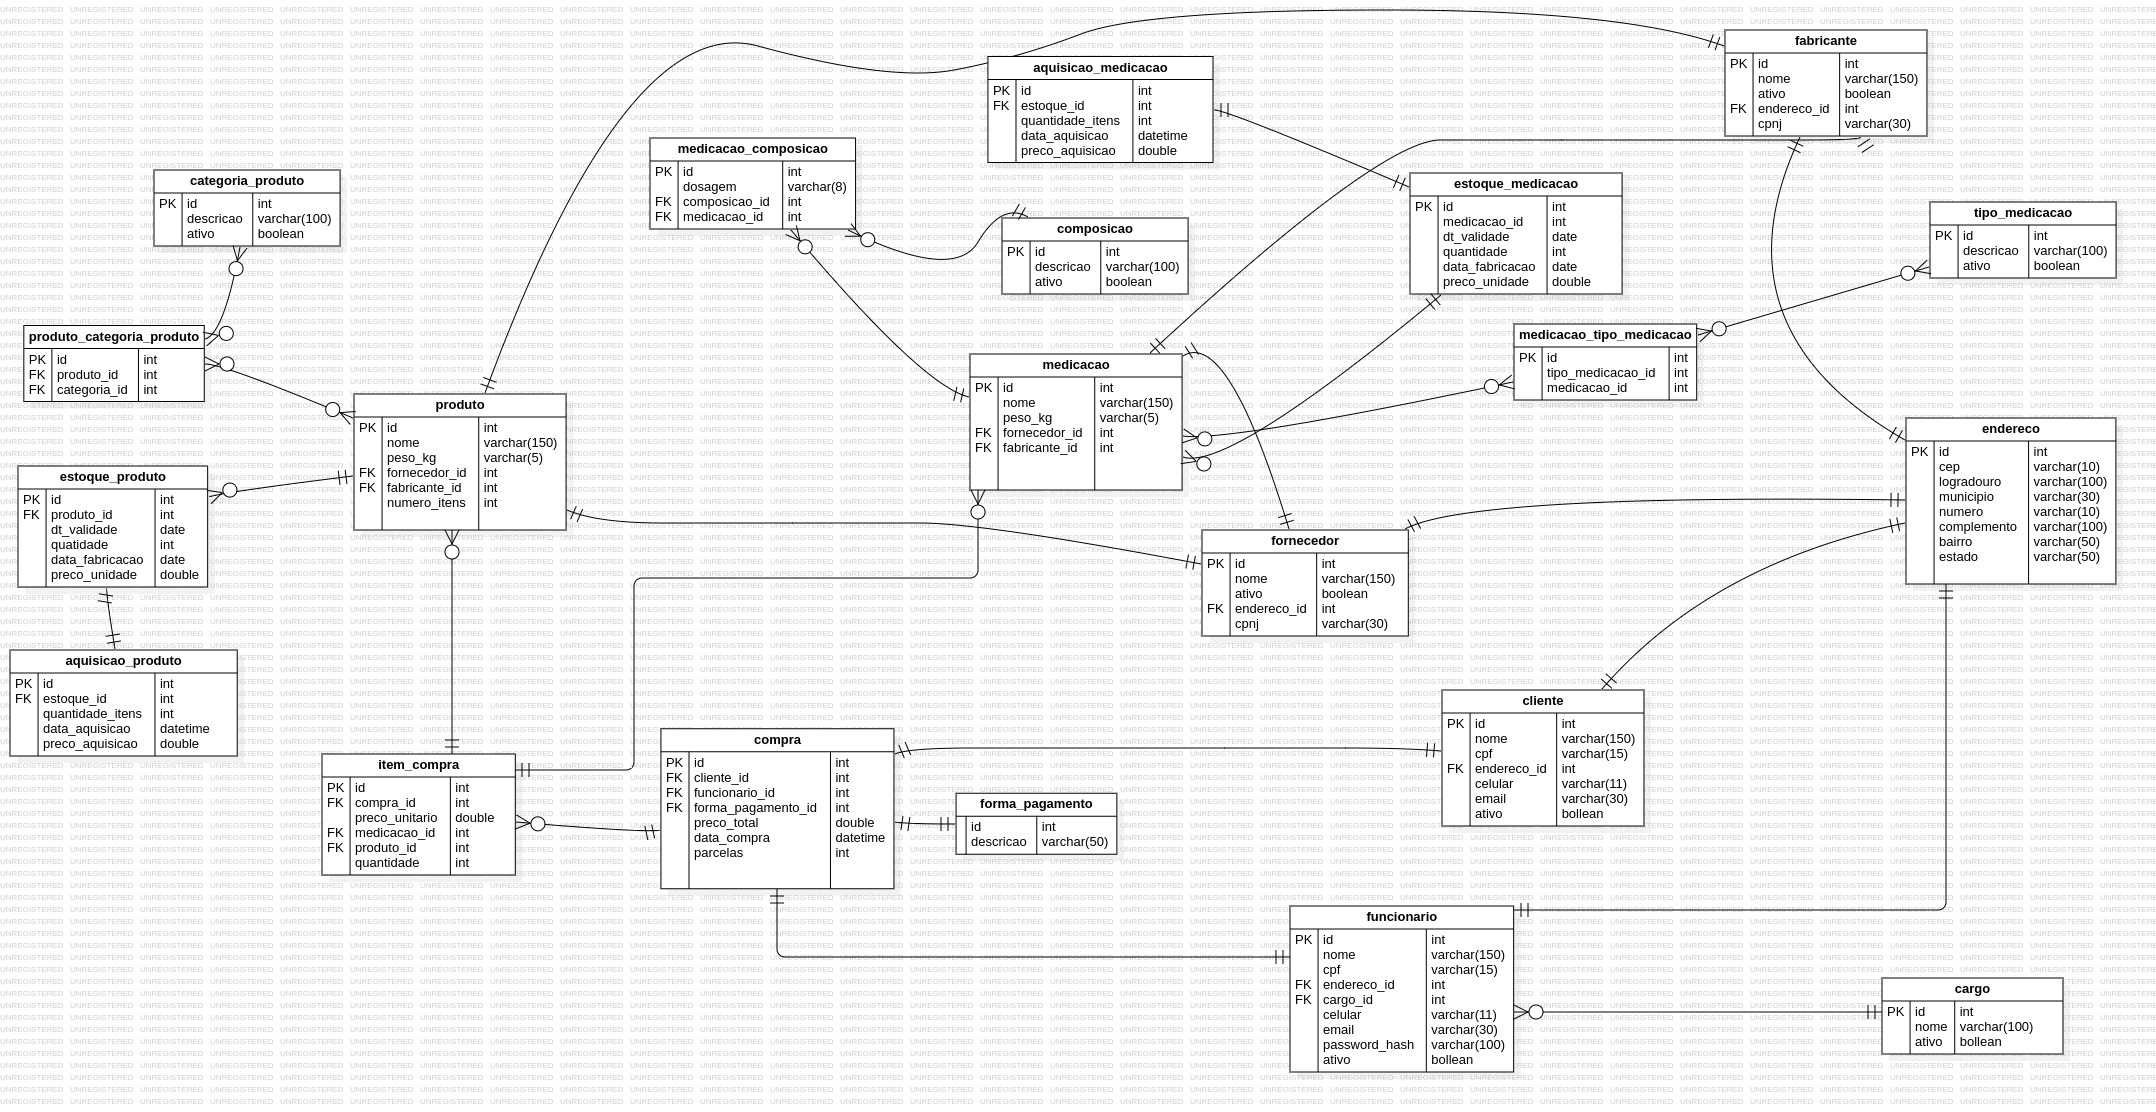 fabricante
PK id int
nome varchar(150)
ativo boolean
FK endereco_id int
cpnj varchar(30)
aquisicao_medicacao
PK id int
FK estoque_id int
quantidade_itens int
data_aquisicao datetime
preco_aquisicao double
medicacao_composicao
PK id int
dosagem varchar(8)
FK composicao_id int
FK medicacao_id int
categoria_produto
PK id int
descricao varchar(100)
ativo boolean
estoque_medicacao
PK id int
medicacao_id int
dt_validade date
quantidade int
data_fabricacao date
preco_unidade double
tipo_medicacao
PK id int
descricao varchar(100)
ativo boolean
composicao
PK id int
descricao varchar(100)
ativo boolean
produto_categoria_produto
PK id int
FK produto_id int
FK categoria_id int
medicacao_tipo_medicacao
PK id int
tipo_medicacao_id int
medicacao_id int
medicacao
PK id int
nome varchar(150)
peso_kg varchar(5)
FK fornecedor_id int
FK fabricante_id int
produto
PK id int
nome varchar(150)
peso_kg varchar(5)
FK fornecedor_id int
FK fabricante_id int
numero_itens int
endereco
PK id int
cep varchar(10)
logradouro varchar(100)
municipio varchar(30)
numero varchar(10)
complemento varchar(100)
bairro varchar(50)
estado varchar(50)
estoque_produto
PK id int
FK produto_id int
dt_validade date
quatidade int
data_fabricacao date
preco_unidade double
fornecedor
PK id int
nome varchar(150)
ativo boolean
FK endereco_id int
cpnj varchar(30)
aquisicao_produto
PK id int
FK estoque_id int
quantidade_itens int
data_aquisicao datetime
preco_aquisicao double
cliente
PK id int
nome varchar(150)
cpf varchar(15)
FK endereco_id int
celular varchar(11)
email varchar(30)
ativo bollean
compra
PK id int
FK cliente_id int
FK funcionario_id int
FK forma_pagamento_id int
preco_total double
data_compra datetime
parcelas int
item_compra
PK id int
FK compra_id int
preco_unitario double
FK medicacao_id int
FK produto_id int
quantidade int
forma_pagamento
id int
descricao varchar(50)
funcionario
PK id int
nome varchar(150)
cpf varchar(15)
FK endereco_id int
FK cargo_id int
celular varchar(11)
email varchar(30)
password_hash varchar(100)
ativo bollean
cargo
PK id int
nome varchar(100)
ativo bollean
UNREGISTERED